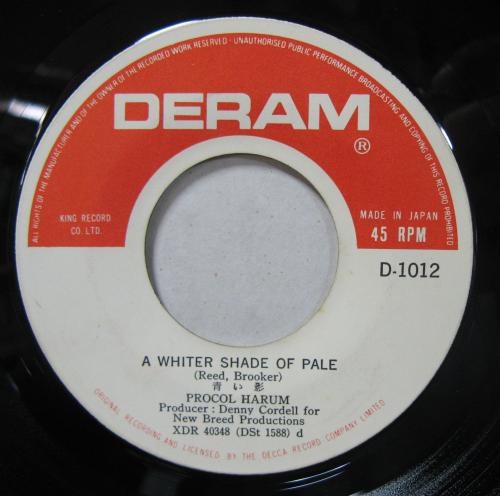 ALL RIGHTS OF THE MANUFACTURER AND OF THE OWNER OF THE RECORDED WORK RESERVED · UNAUTHORISED PUBLIC PERFORMANCE BROADCASTING AND COPYING OF THIS RECORD PROHIBITED
DERAM®
KING RECORD
CO. LTD.
MADE IN JAPAN
45 RPM
D-1012
A WHITER SHADE OF PALE
(Reed, Brooker)
青い影
PROCOL HARUM
Producer : Denny Cordell for
New Breed Productions
XDR 40348 (DSt 1588) d
ORIGINAL RECORDING AND LICENSED BY THE DECCA RECORD COMPANY LIMITED